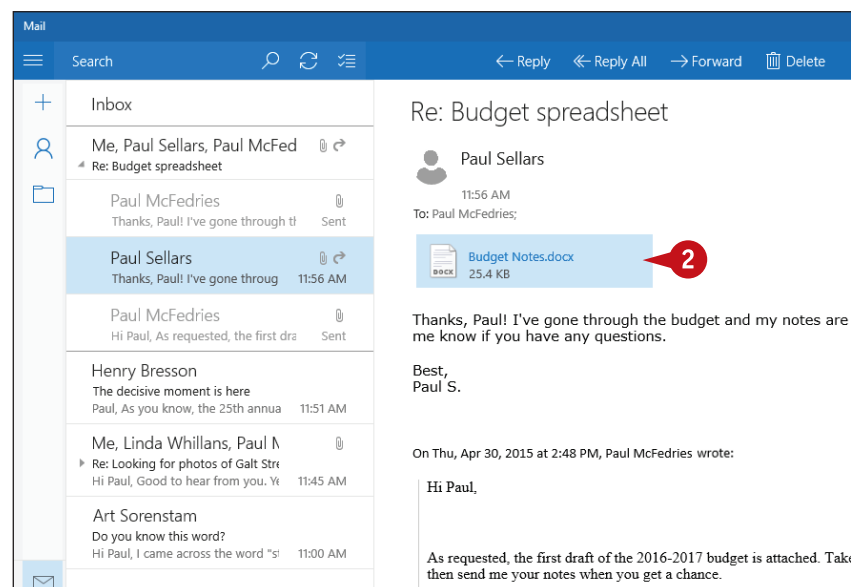 Mail
Search
Reply
Reply All
Forward
Delete
Inbox
Me, Paul Sellars, Paul McFed
Re: Budget spreadsheet
Paul McFedries
Thanks, Paul! I've gone through th
Sent
Paul Sellars
Thanks, Paul! I've gone throug
11:56 AM
Paul McFedries
Hi Paul, As requested, the first dra
Sent
Henry Bresson
The decisive moment is here
Paul, As you know, the 25th annua
11:51 AM
Me, Linda Whillans, Paul M
Re: Looking for photos of Galt Stre
Hi Paul, Good to hear from you. Ye
11:45 AM
Art Sorenstam
Do you know this word?
Hi Paul, I came across the word "st
11:00 AM
Re: Budget spreadsheet
Paul Sellars
11:56 AM
To: Paul McFedries;
DOCX
Budget Notes.docx
25.4 KB
2
Thanks, Paul! I've gone through the budget and my notes are
me know if you have any questions.
Best,
Paul S.
On Thu, Apr 30, 2015 at 2:48 PM, Paul McFedries wrote:
Hi Paul,
As requested, the first draft of the 2016-2017 budget is attached. Take
then send me your notes when you get a chance.